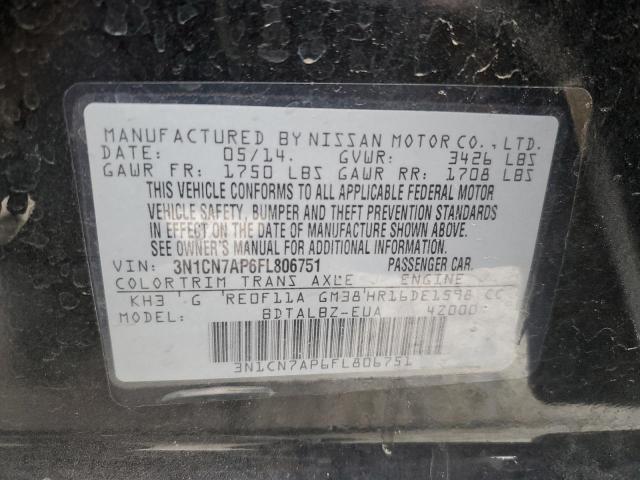 MANUFACTURED BY NISSAN MOTOR CO., LTD.
DATE: 05/14. GVWR: 3426 LBS
GAWR FR: 1750 LBS GAWR RR: 1708 LBS
THIS VEHICLE CONFORMS TO ALL APPLICABLE FEDERAL MOTOR
VEHICLE SAFETY, BUMPER AND THEFT PREVENTION STANDARDS
IN EFFECT ON THE DATE OF MANUFACTURE SHOWN ABOVE.
SEE OWNER'S MANUAL FOR ADDITIONAL INFORMATION.
VIN: 3N1CN7AP6FL806751 PASSENGER CAR.
COLOR TRIM TRANS AXLE ENGINE
KH3 G RE0F11A GM38 HR16DE1598 CC
MODEL: BDTALBZ-EUA 4Z000
3N1CN7AP6FL806751